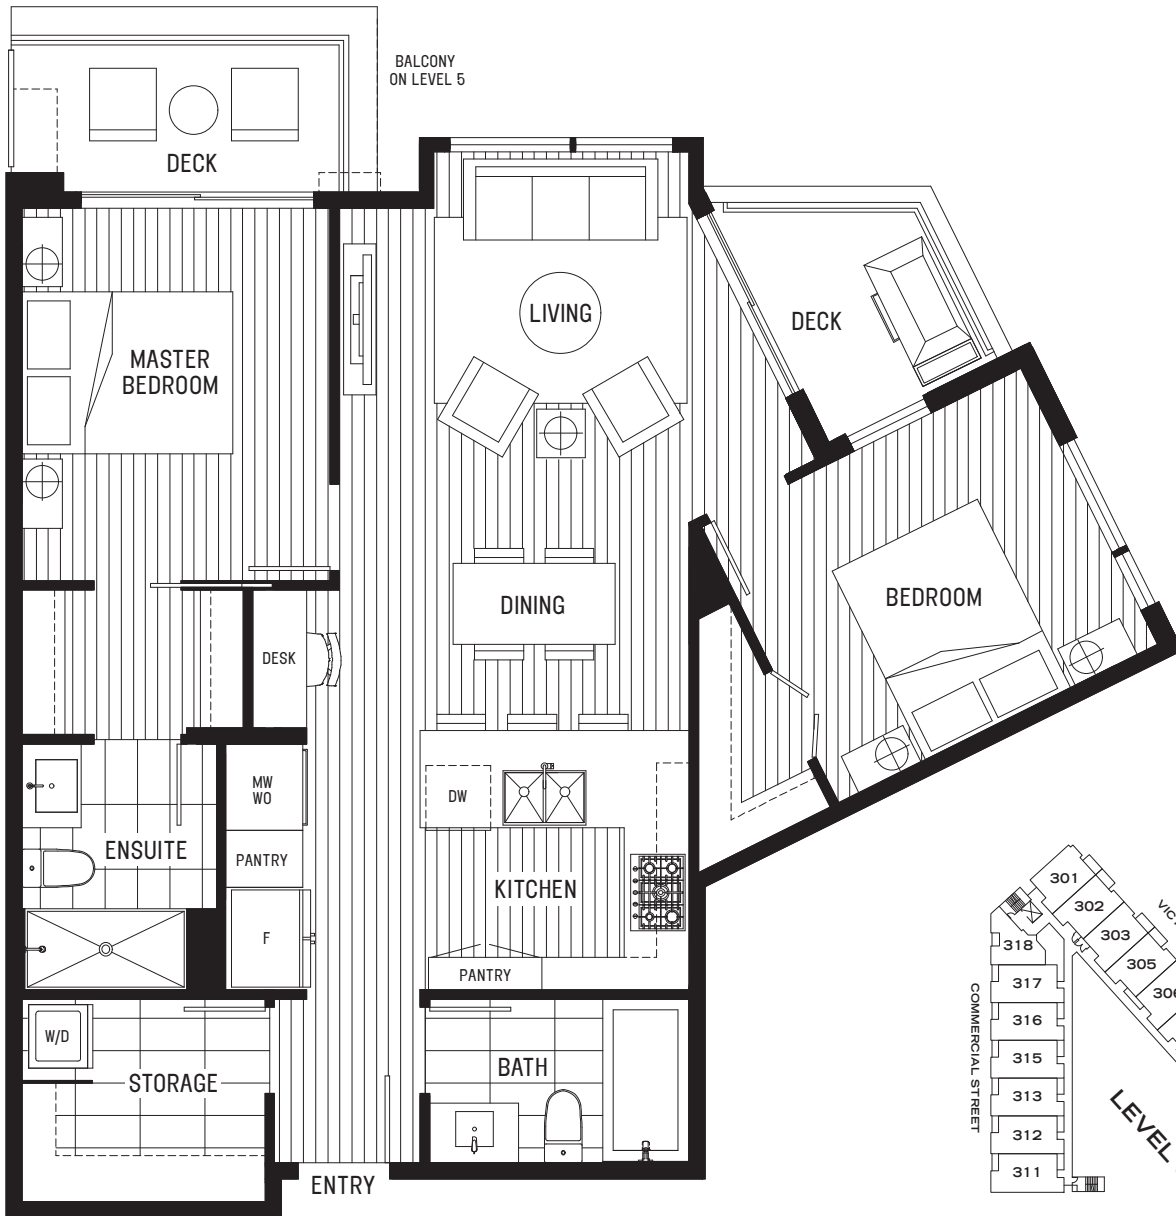 BALCONY
ON LEVEL 5
DECK
LIVING
DECK
MASTER
BEDROOM
DINING
BEDROOM
DESK
MW
WO
DW
ENSUITE
PANTRY
KITCHEN
F
PANTRY
W/D
STORAGE
BATH
ENTRY
301
302
303
305
318
317
316
315
313
312
311
COMMERCIAL STREET
LEVEL